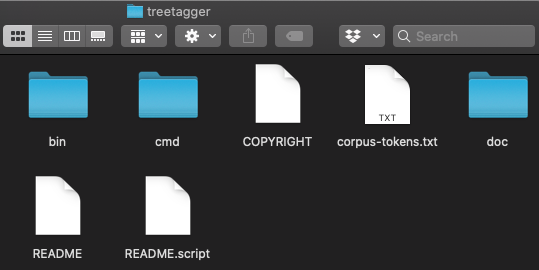 treetagger
Search
bin
cmd
COPYRIGHT
TXT
corpus-tokens.txt
doc
README
README.script